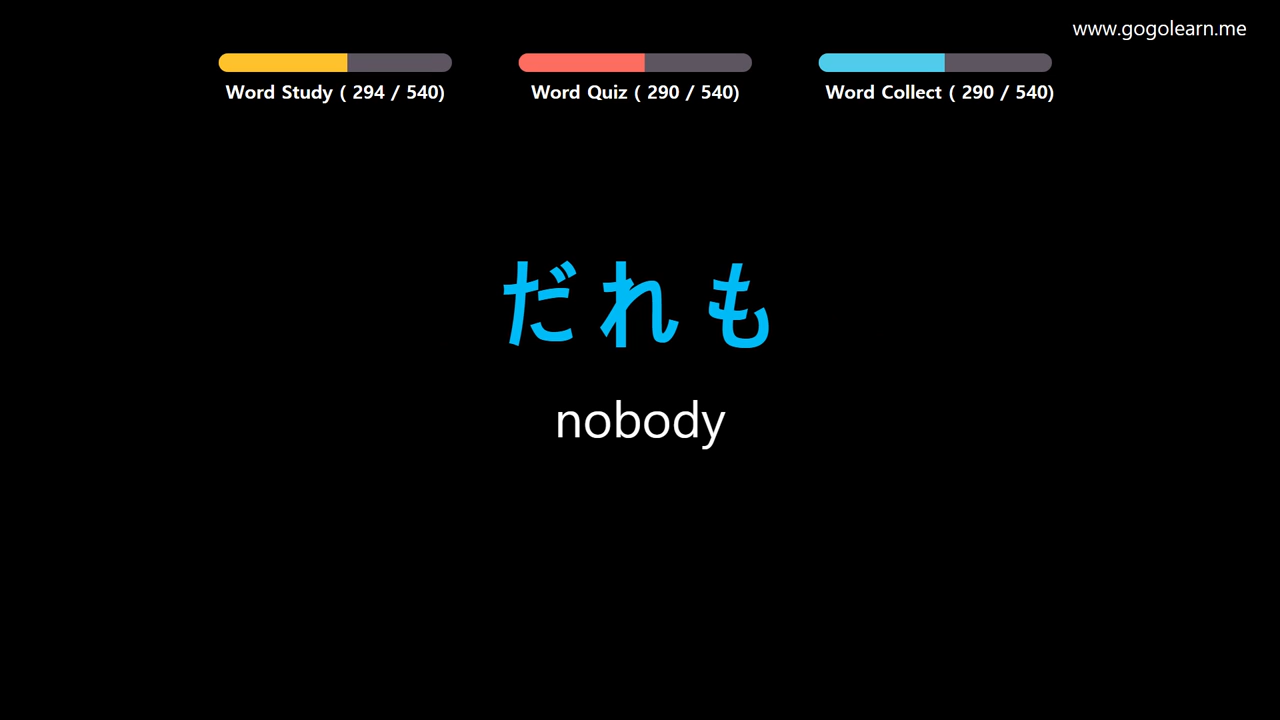 www.gogolearn.me
Word Study ( 294 / 540)
Word Quiz ( 290 / 540)
Word Collect ( 290 / 540)
だれも
nobody